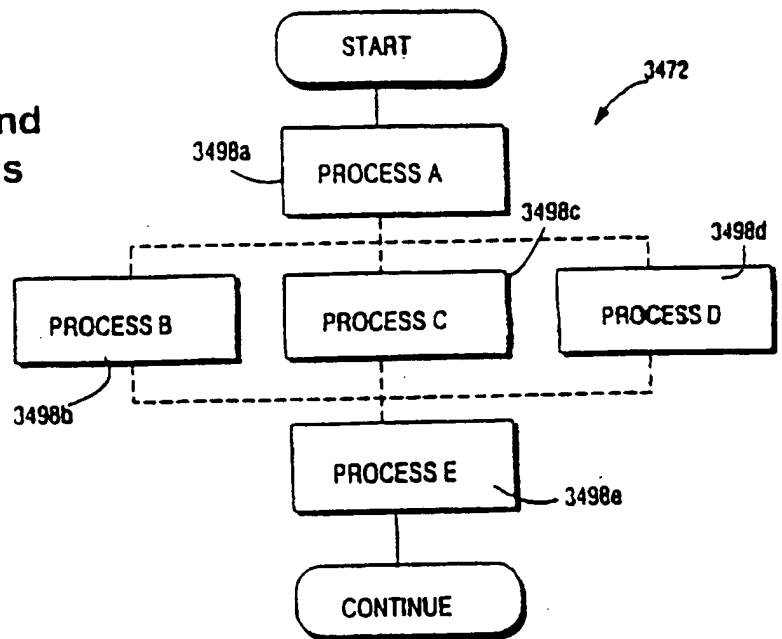 START
3472
nd
s
3498a
PROCESS A
3498c
3498d
PROCESS B
PROCESS C
PROCESS D
3498b
PROCESS E
3498e
CONTINUE